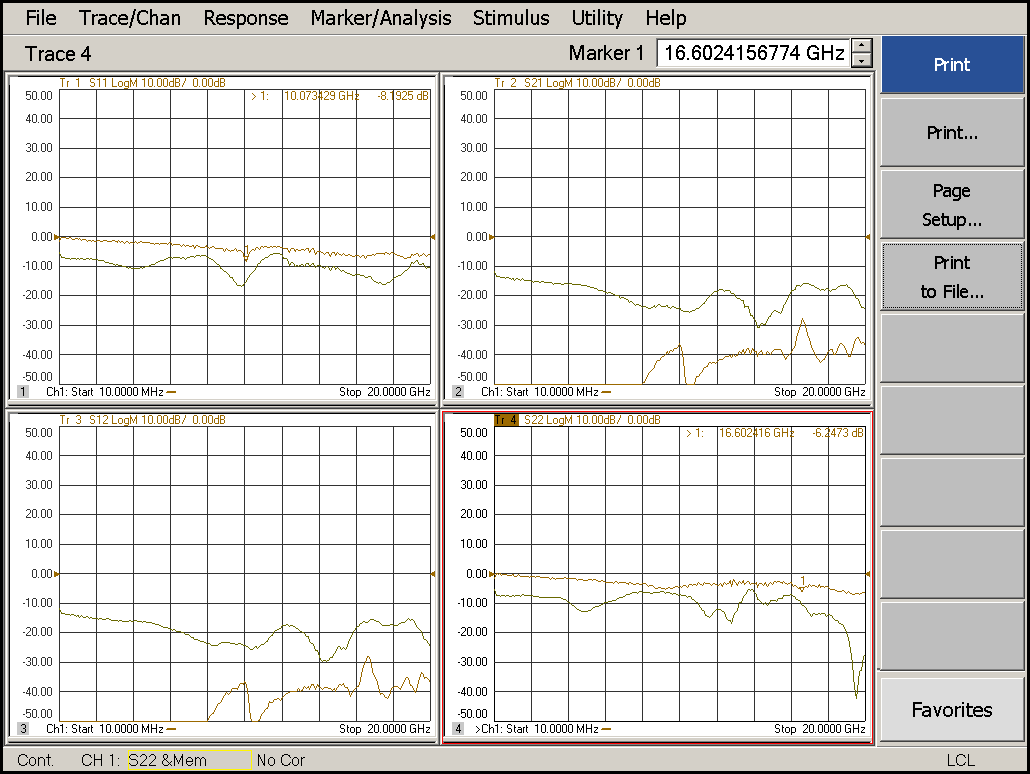 File Trace/Chan Response Marker/Analysis Stimulus Utility Help
Trace 4 Marker 1 16.6024156774 GHz
Print
Print...
Page
Setup...
Print
to File...
Favorites
Tr 1 S11 LogM 10.00dB/ 0.00dB
> 1: 10.073429 GHz -8.1925 dB
50.00
40.00
30.00
20.00
10.00
0.00
-10.00
-20.00
-30.00
-40.00
-50.00
1
1 Ch1: Start 10.0000 MHz Stop 20.0000 GHz
Tr 2 S21 LogM 10.00dB/ 0.00dB
50.00
40.00
30.00
20.00
10.00
0.00
-10.00
-20.00
-30.00
-40.00
-50.00
2 Ch1: Start 10.0000 MHz Stop 20.0000 GHz
Tr 3 S12 LogM 10.00dB/ 0.00dB
50.00
40.00
30.00
20.00
10.00
0.00
-10.00
-20.00
-30.00
-40.00
-50.00
3 Ch1: Start 10.0000 MHz Stop 20.0000 GHz
Tr 4 S22 LogM 10.00dB/ 0.00dB
> 1: 16.602416 GHz -6.2473 dB
50.00
40.00
30.00
20.00
10.00
0.00
-10.00
-20.00
-30.00
-40.00
-50.00
1
4 >Ch1: Start 10.0000 MHz Stop 20.0000 GHz
Cont. CH 1: S22 &Mem No Cor LCL